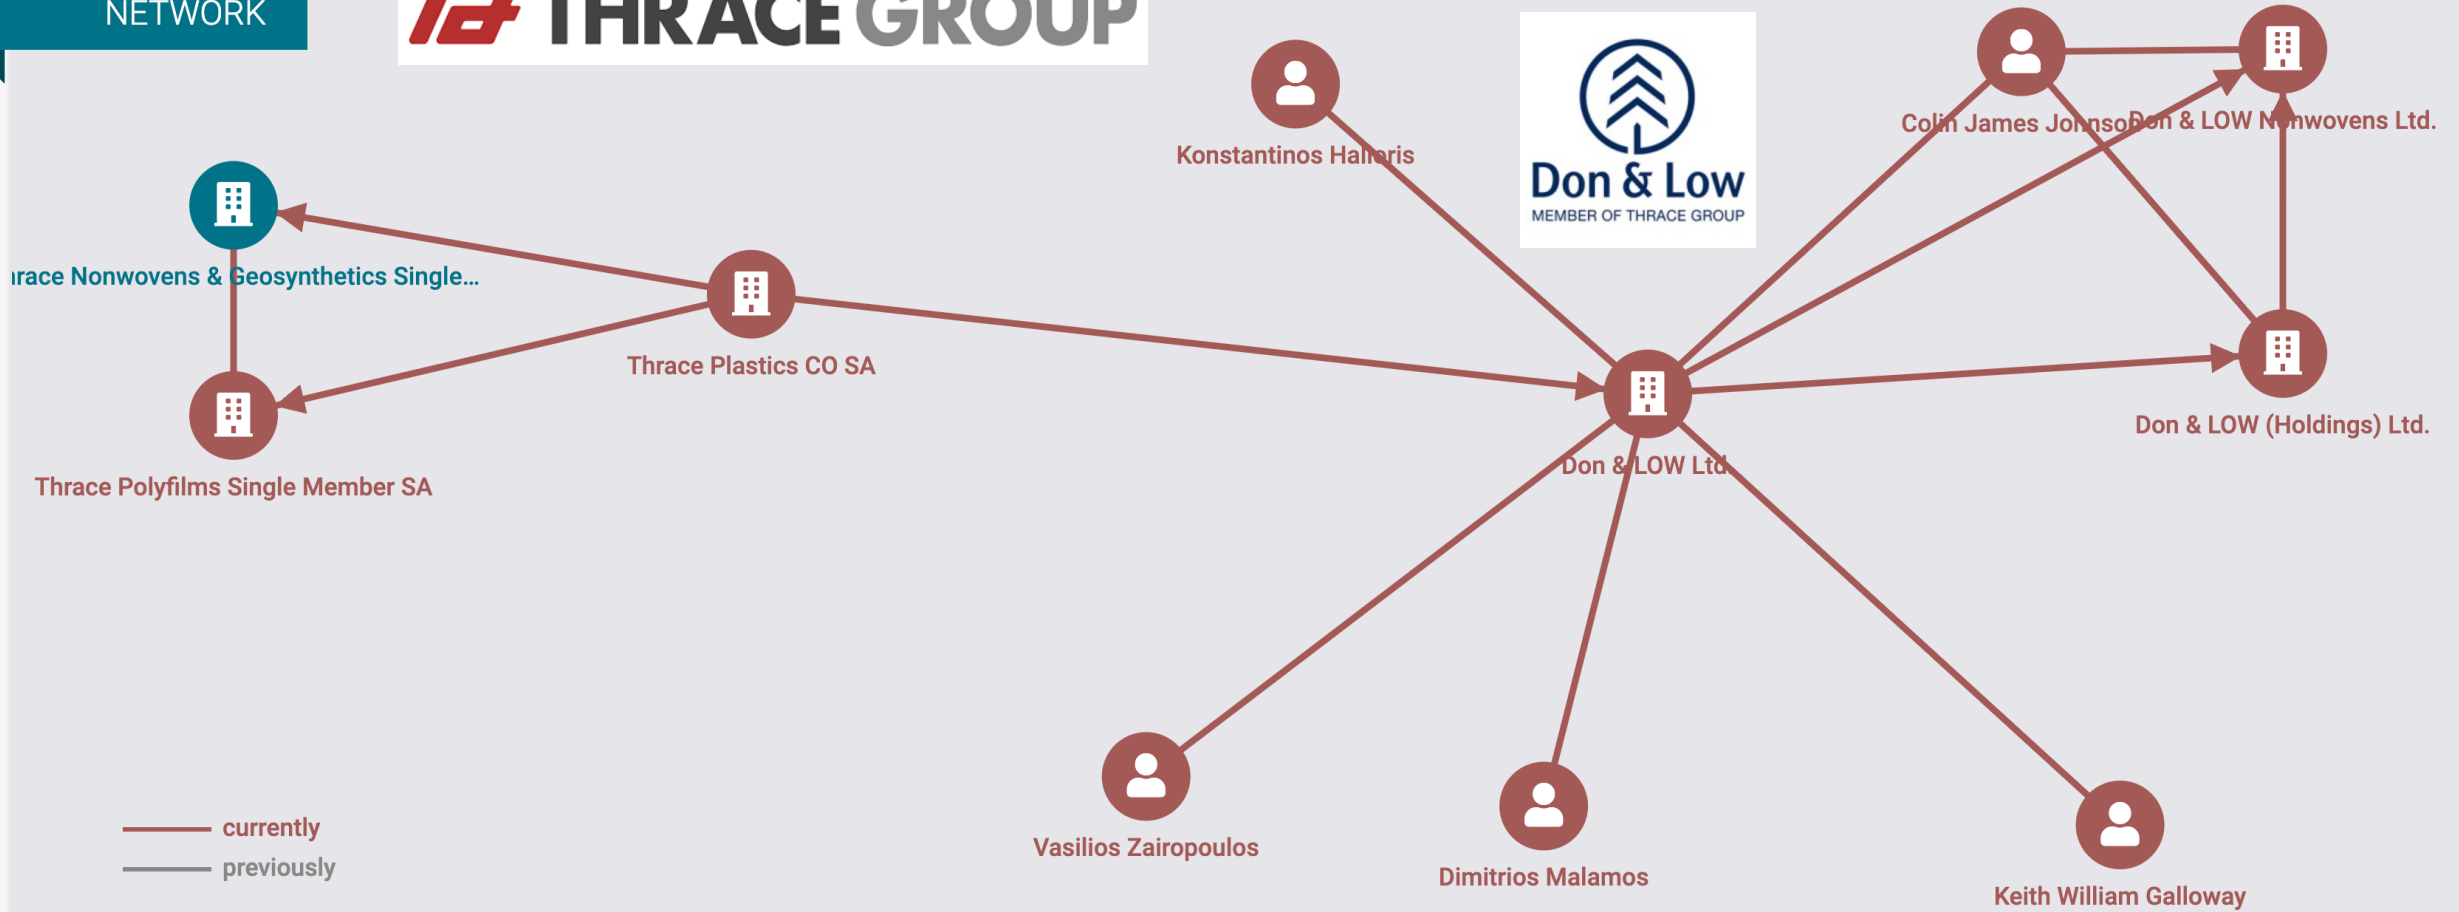 NETWORK
THRACE GROUP
Konstantinos Halioris
Don & Low
MEMBER OF THRACE GROUP
Colin James Johnson
Don & LOW Nonwovens Ltd.
hrace Nonwovens & Geosynthetics Single...
Thrace Plastics CO SA
Don & LOW (Holdings) Ltd.
Don & LOW Ltd.
Thrace Polyfilms Single Member SA
currently
previously
Vasilios Zairopoulos
Dimitrios Malamos
Keith William Galloway